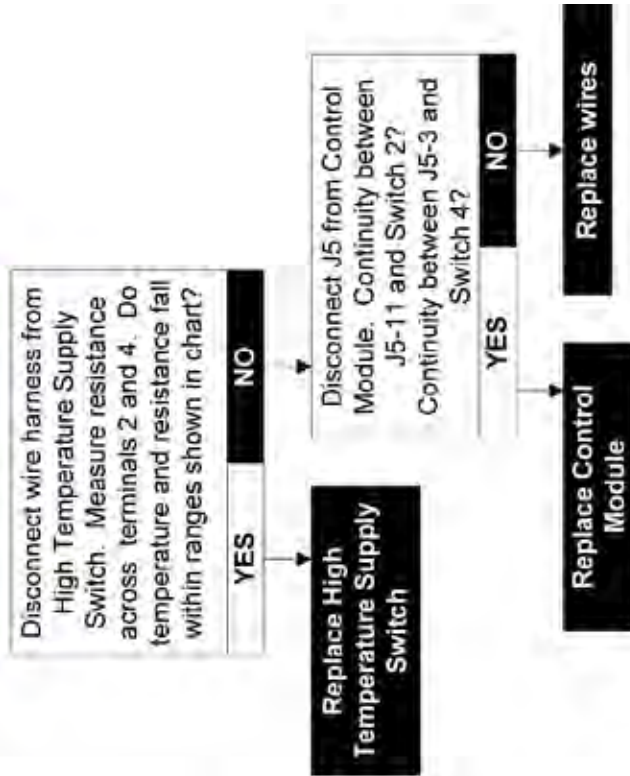 Disconnect wire harness from
High Temperature Supply
Switch. Measure resistance
across terminals 2 and 4. Do
temperature and resistance fall
within ranges shown in chart?
YES
NO
Replace High
Temperature Supply
Switch
Disconnect J5 from Control
Module. Continuity between
J5-11 and Switch 2?
Continuity between J5-3 and
Switch 4?
YES
NO
Replace Control
Module
Replace wires